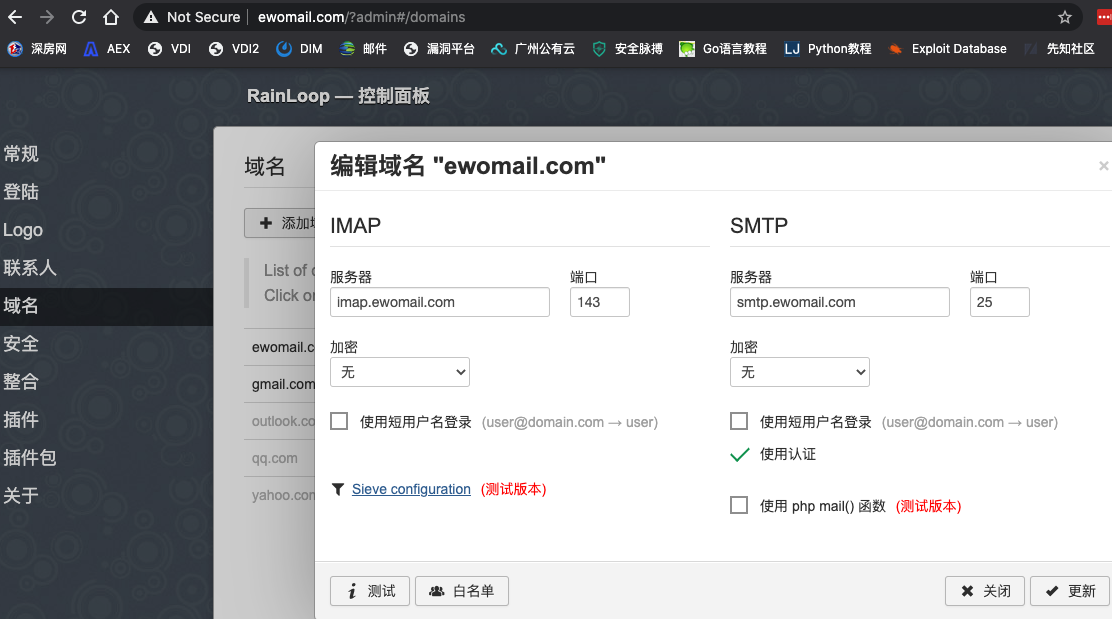 Not Secure ewomail.com/?admin#/domains
深房网 AEX VDI VDI2 DIM 邮件 漏洞平台 广州公有云 安全脉搏 Go语言教程 LJ Python教程 Exploit Database 先知社区
RainLoop — 控制面板
常规
登陆
Logo
联系人
域名
安全
整合
插件
插件包
关于
域名
添加
List of
Click
ewomail.c
gmail.com
outlook.co
qq.com
yahoo.con
编辑域名 "ewomail.com"
×
IMAP
服务器 端口
imap.ewomail.com 143
加密
无
使用短用户名登录 (user@domain.com → user)
Sieve configuration (测试版本)
SMTP
服务器 端口
smtp.ewomail.com 25
加密
无
使用短用户名登录 (user@domain.com → user)
使用认证
使用 php mail() 函数 (测试版本)
i 测试 白名单 关闭 更新